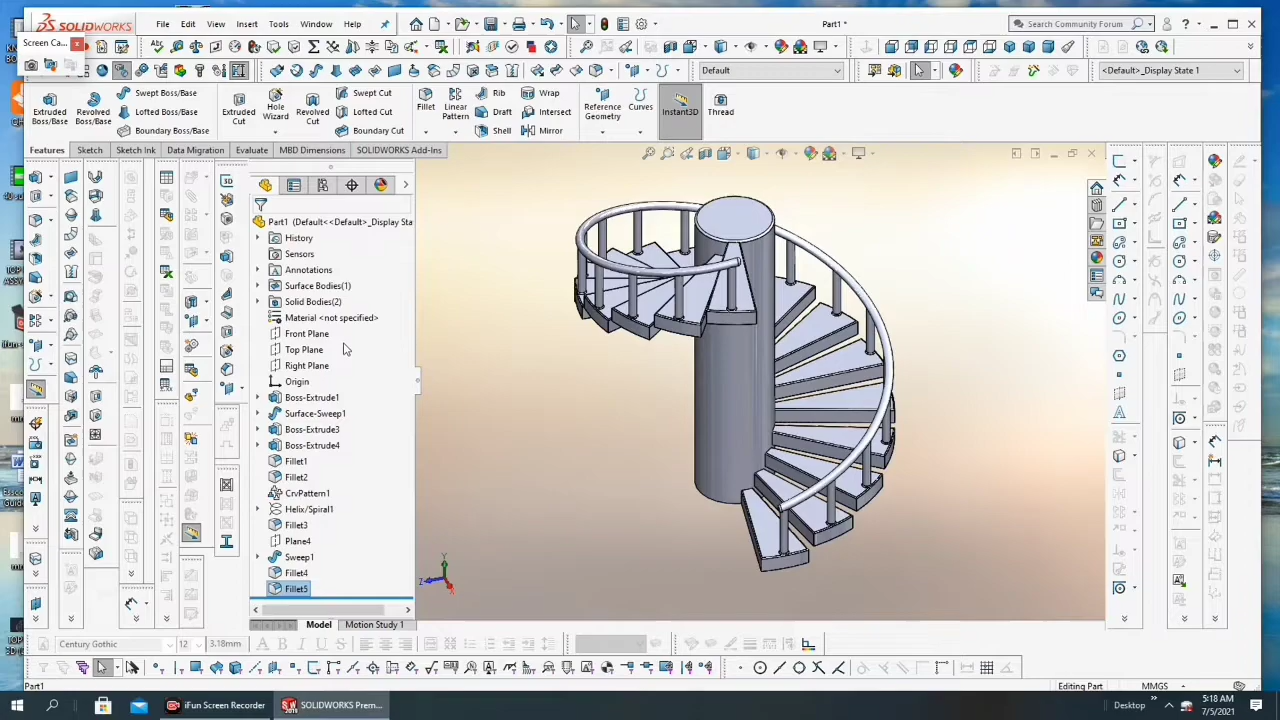 SOLIDWORKS
File
Edit
View
Insert
Tools
Window
Help
Part1 *
Search Community Forum
Screen Ca...
Default
<Default>_Display State 1
Extruded
Boss/Base
Revolved
Boss/Base
Swept Boss/Base
Lofted Boss/Base
Boundary Boss/Base
Extruded
Cut
Hole
Wizard
Revolved
Cut
Swept Cut
Lofted Cut
Boundary Cut
Fillet
Linear
Pattern
Rib
Draft
Shell
Wrap
Intersect
Mirror
Reference
Geometry
Curves
Instant3D
Thread
Features
Sketch
Sketch Ink
Data Migration
Evaluate
MBD Dimensions
SOLIDWORKS Add-Ins
Part1 (Default<<Default>_Display Sta
History
Sensors
Annotations
Surface Bodies(1)
Solid Bodies(2)
Material <not specified>
Front Plane
Top Plane
Right Plane
Origin
Boss-Extrude1
Surface-Sweep1
Boss-Extrude3
Boss-Extrude4
Fillet1
Fillet2
CrvPattern1
Helix/Spiral1
Fillet3
Plane4
Sweep1
Fillet4
Fillet5
Y
Z
X
Model
Motion Study 1
Century Gothic
12
3.18mm
Part1
Editing Part
MMGS
iFun Screen Recorder
SOLIDWORKS Prem...
Desktop
5:18 AM
7/5/2021